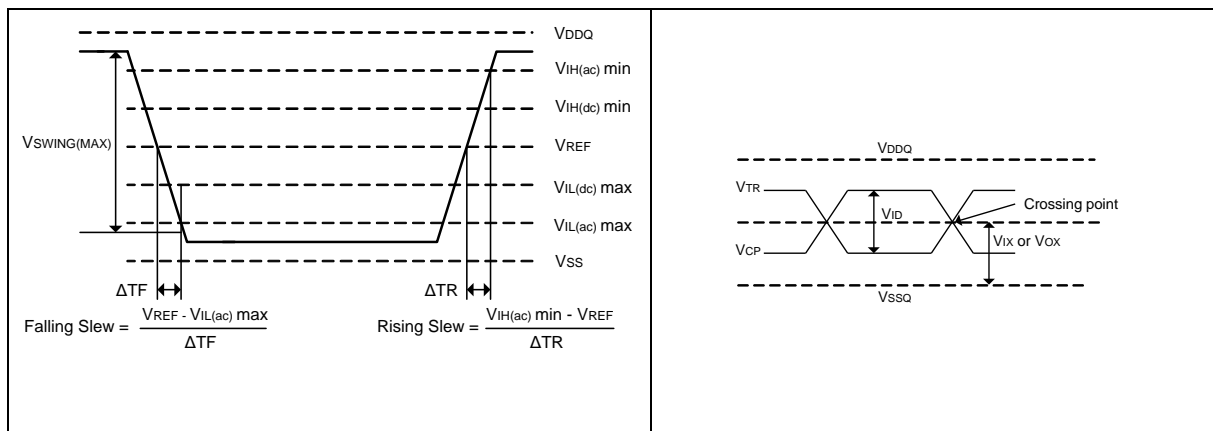 VDDQ
VIH(ac) min
VIH(dc) min
VSWING(MAX)
VREF
VIL(dc) max
VIL(ac) max
VSS
ΔTF
ΔTR
Falling Slew = VREF - VIL(ac) max
ΔTF
Rising Slew = VIH(ac) min - VREF
ΔTR
VDDQ
VTR
VID
Crossing point
VIX or VOX
VCP
VSSQ